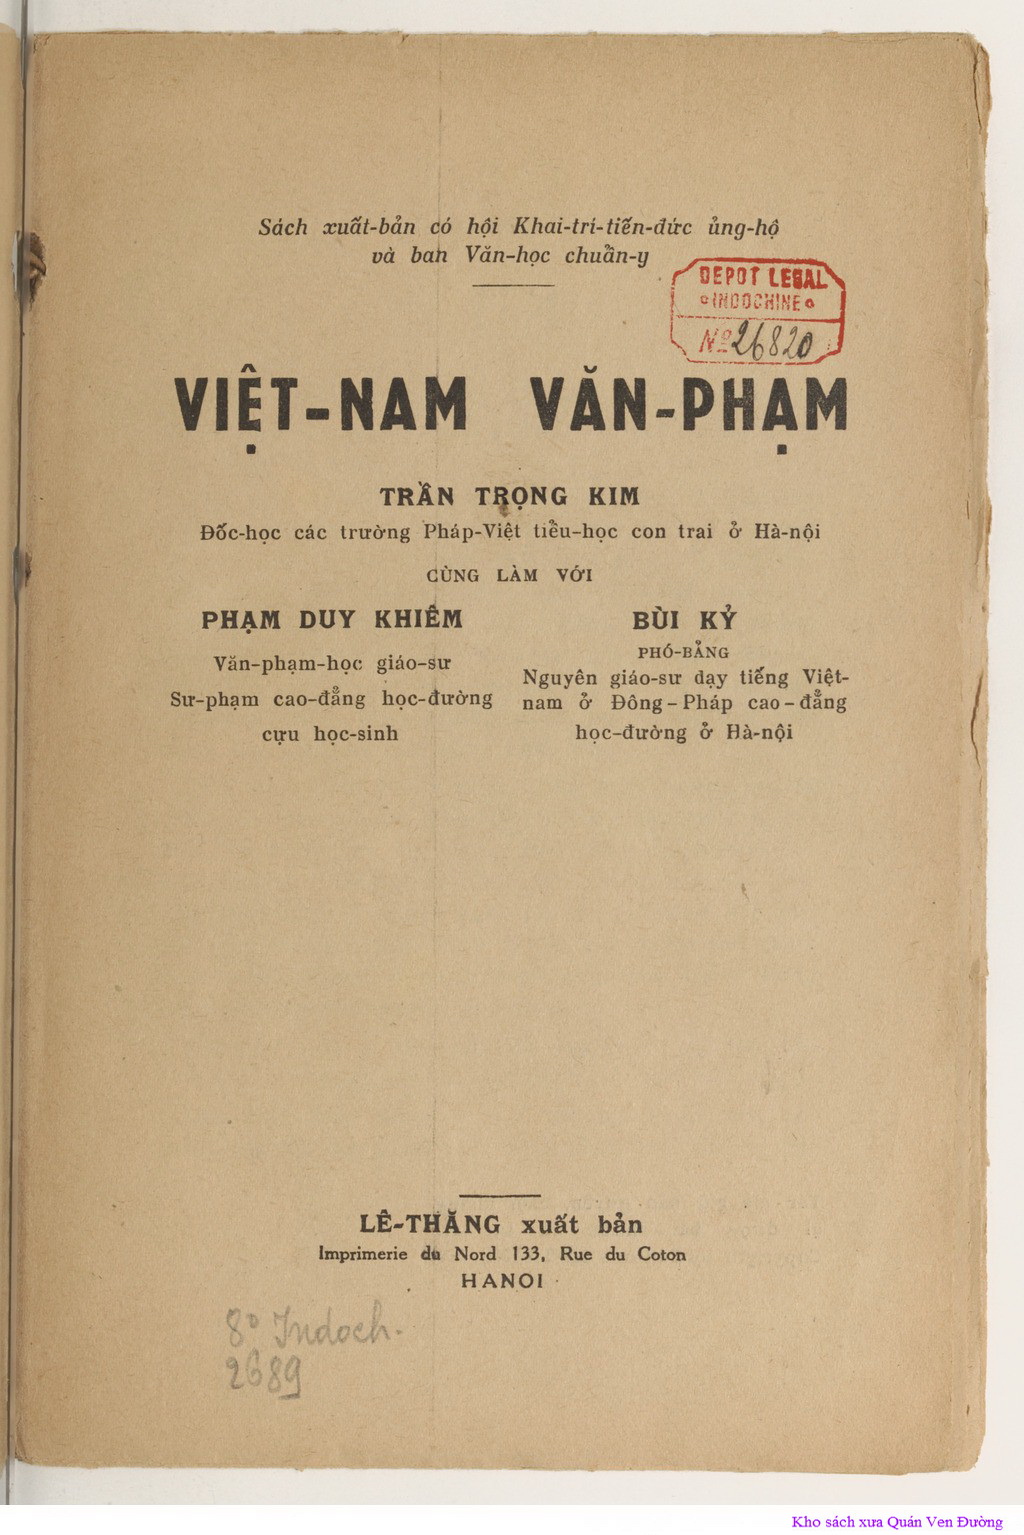 Sách xuất-bản có hội Khai-trí-tiến-đức ủng-hộ
và ban Văn-học chuẩn-y
DEPOT LEGAL
INDOCHINE
Nº 26820
VIỆT-NAM VĂN-PHẠM
TRẦN TRỌNG KIM
Đốc-học các trường Pháp-Việt tiểu-học con trai ở Hà-nội
CÙNG LÀM VỚI
PHẠM DUY KHIÊM
Văn-phạm-học giáo-sư
Sư-phạm cao-đẳng học-đường
cựu học-sinh
BÙI KỶ
PHÓ-BẢNG
Nguyên giáo-sư dạy tiếng Việt-
nam ở Đông-Pháp cao-đẳng
học-đường ở Hà-nội
LÊ-THĂNG xuất bản
Imprimerie du Nord 133, Rue du Coton
HANOI
8º Indoch.
2689
Kho sách xưa Quán Ven Đường